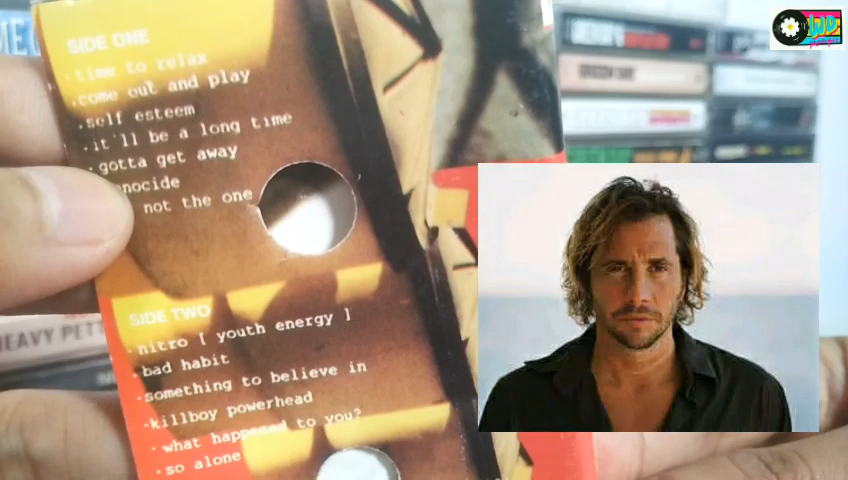 SIDE ONE
·time to relax
·come out and play
·self esteem
·it'll be a long time
·gotta get away
nocide
not the one
SIDE TWO
·nitro [ youth energy ]
·bad habit
·something to believe in
·killboy powerhead
·what happened to you?
·so alone
HEAVY PETT